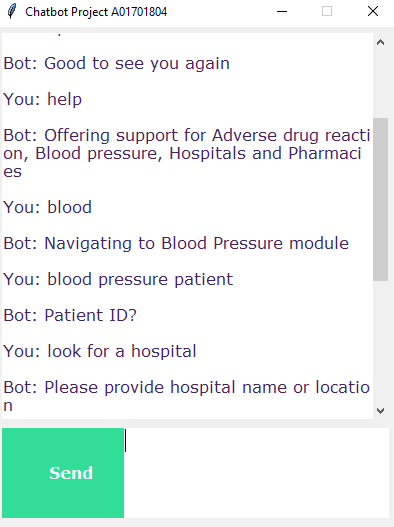 Chatbot Project A01701804
Bot: Good to see you again
You: help
Bot: Offering support for Adverse drug reacti
on, Blood pressure, Hospitals and Pharmaci
es
You: blood
Bot: Navigating to Blood Pressure module
You: blood pressure patient
Bot: Patient ID?
You: look for a hospital
Bot: Please provide hospital name or locatio
n
Send